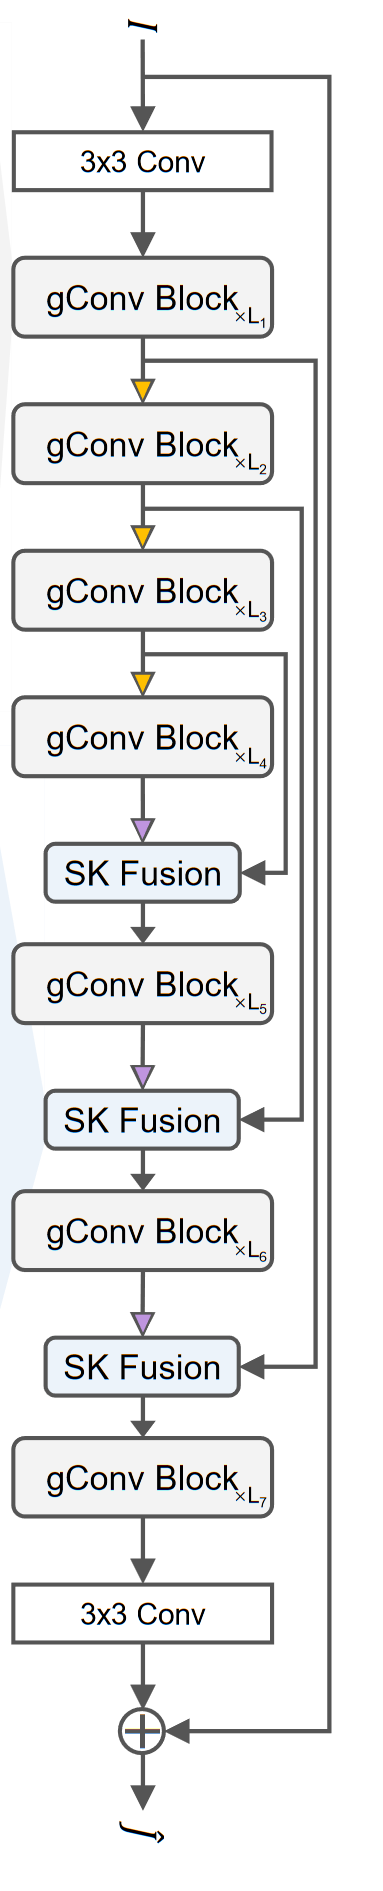 I
3x3 Conv
gConv Block×L₁
gConv Block×L₂
gConv Block×L₃
gConv Block×L₄
SK Fusion
gConv Block×L₅
SK Fusion
gConv Block×L₆
SK Fusion
gConv Block×L₇
3x3 Conv
Ĵ